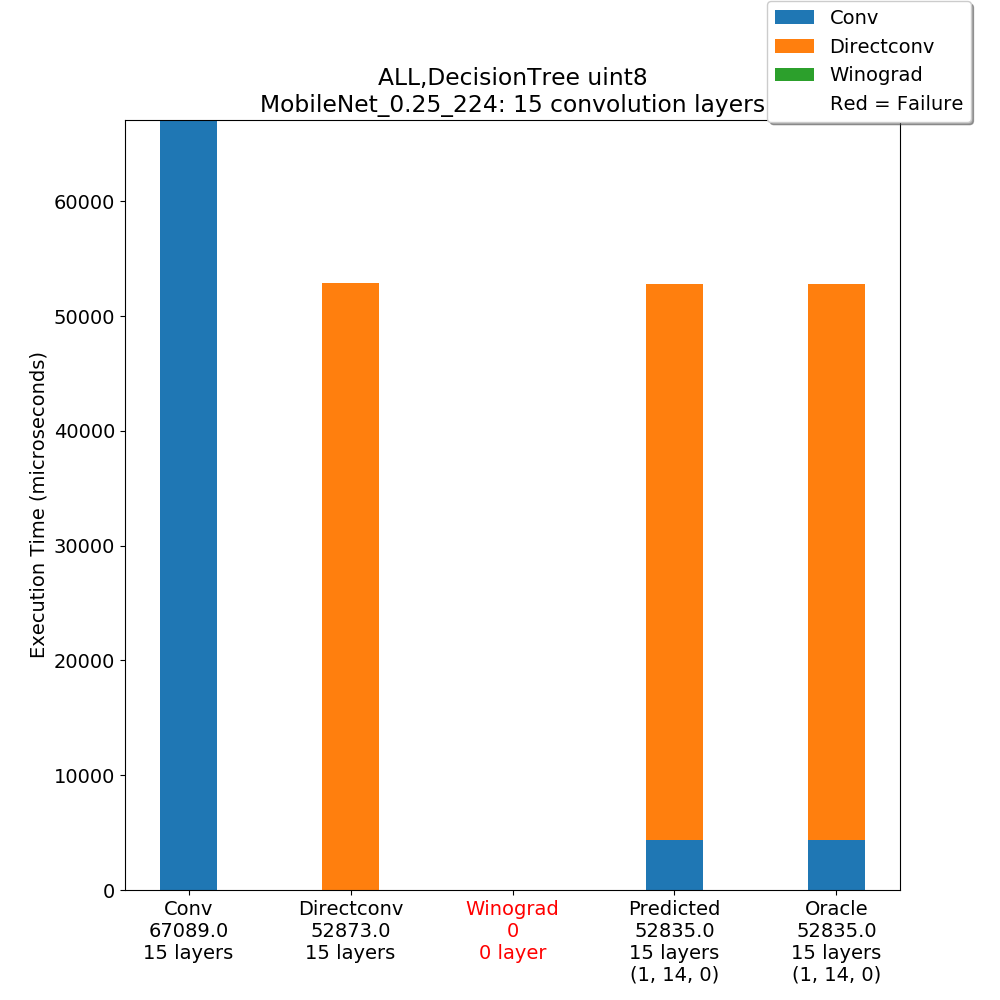 Conv
Directconv
Winograd
Red = Failure
ALL,DecisionTree uint8
MobileNet_0.25_224: 15 convolution layers
Execution Time (microseconds)
60000
50000
40000
30000
20000
10000
0
Conv
67089.0
15 layers
Directconv
52873.0
15 layers
Winograd
0
0 layer
Predicted
52835.0
15 layers
(1, 14, 0)
Oracle
52835.0
15 layers
(1, 14, 0)